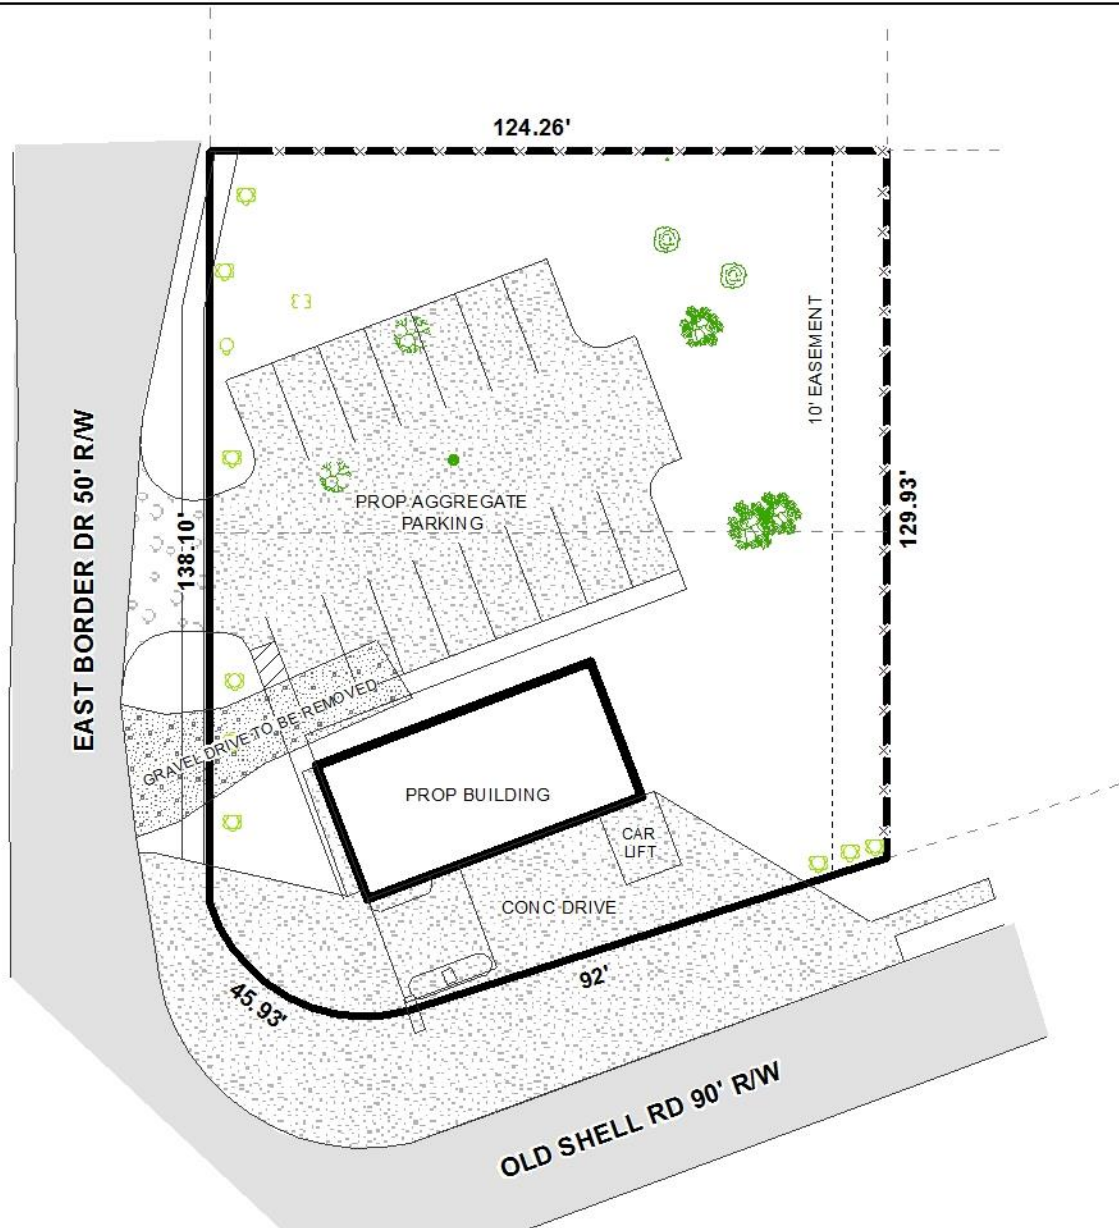 124.26'
10' EASEMENT
EAST BORDER DR 50' R/W
138.10'
129.93'
PROP AGGREGATE
PARKING
GRAVEL DRIVE TO BE REMOVED
PROP BUILDING
CAR
LIFT
CONC DRIVE
92'
45.93'
OLD SHELL RD 90' R/W